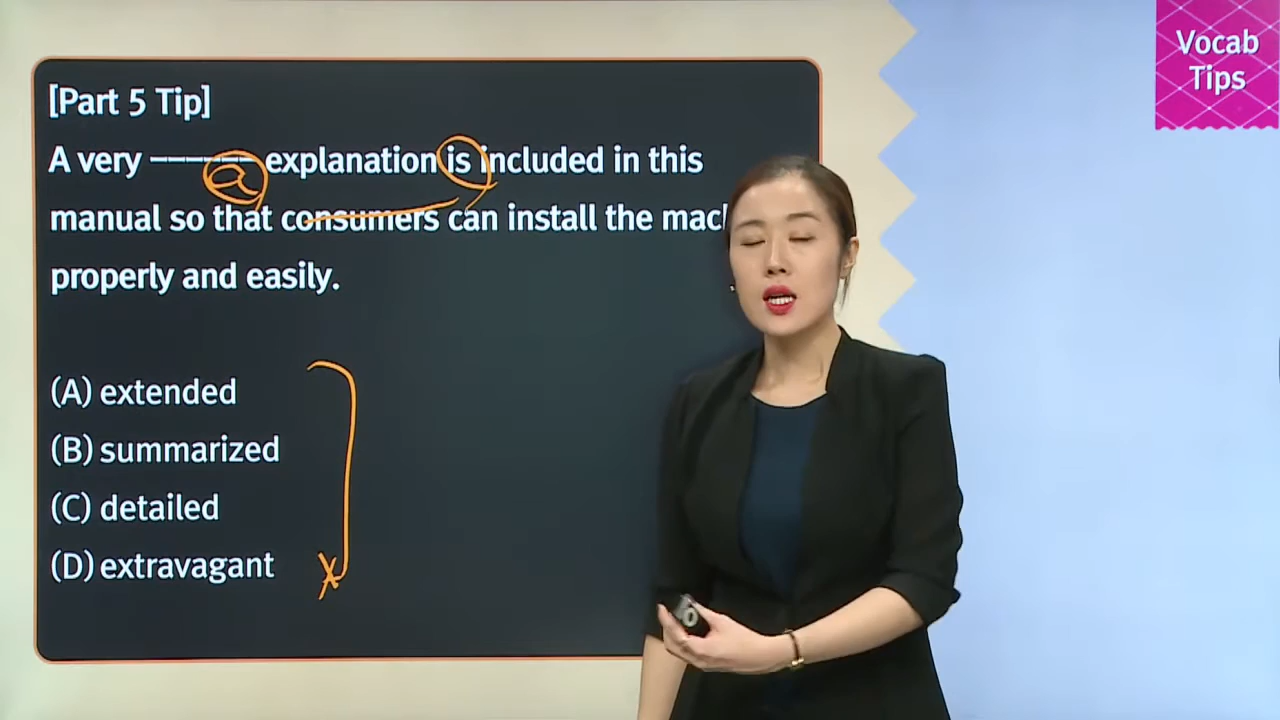 [Part 5 Tip]
A very ------ explanation is included in this
manual so that consumers can install the
properly and easily.
(A) extended
(B) summarized
(C) detailed
(D) extravagant
a
Vocab
Tips